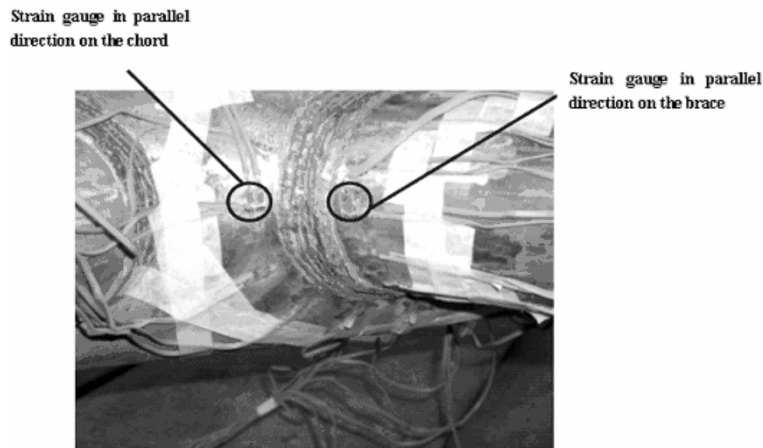 Strain gauge in parallel
direction on the chord
Strain gauge in parallel
direction on the brace